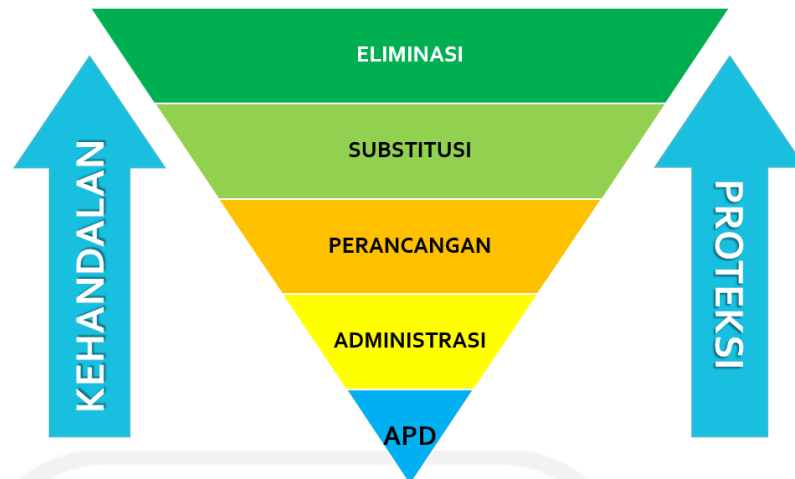 ELIMINASI
SUBSTITUSI
PERANCANGAN
ADMINISTRASI
APD
KEHANDALAN
PROTEKSI